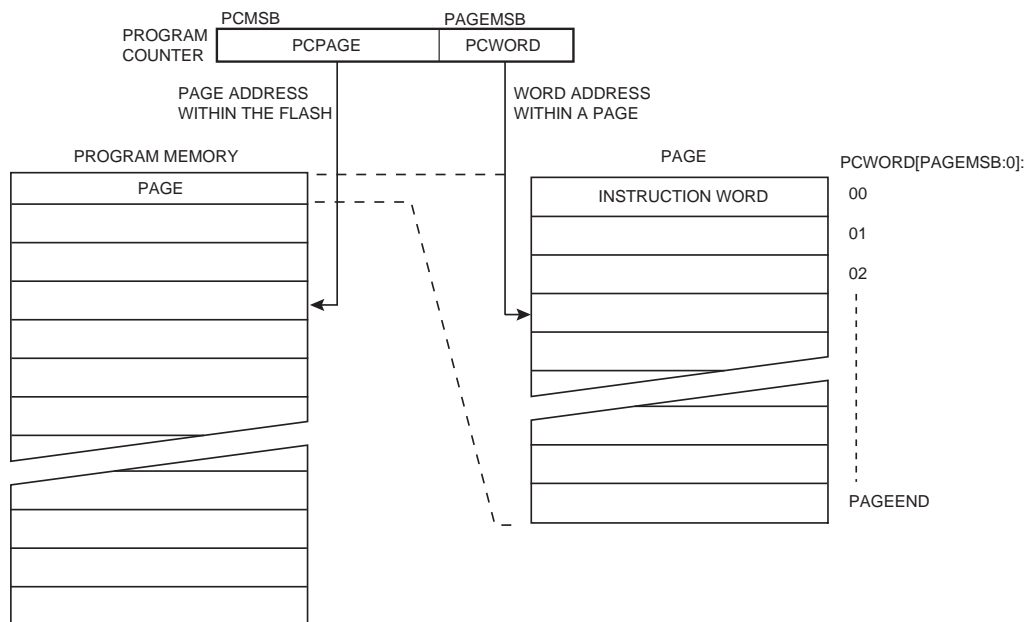 PCMSB
PAGEMSB
PROGRAM
COUNTER
PCPAGE
PCWORD
PAGE ADDRESS
WITHIN THE FLASH
WORD ADDRESS
WITHIN A PAGE
PROGRAM MEMORY
PAGE
PAGE
PCWORD[PAGEMSB:0]:
INSTRUCTION WORD
00
01
02
PAGEEND